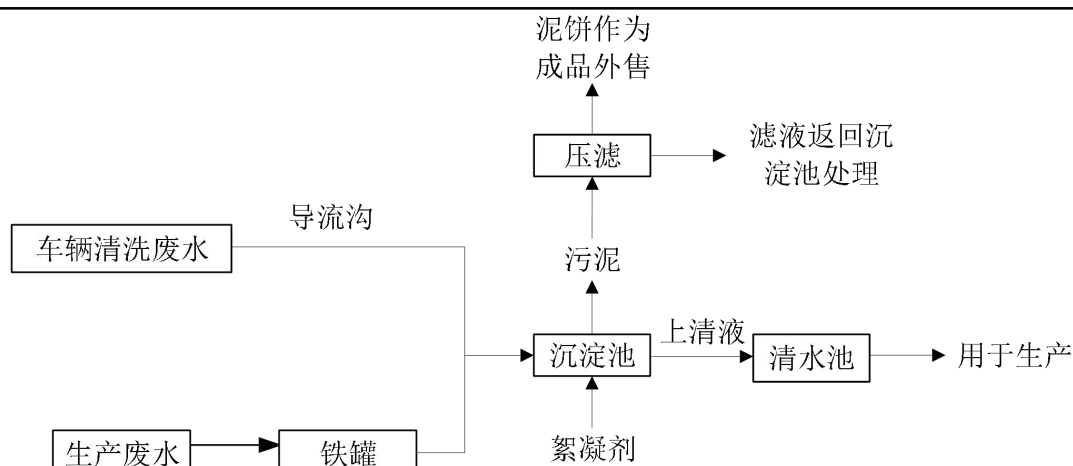 泥饼作为
成品外售
压滤
滤液返回沉
淀池处理
导流沟
车辆清洗废水
污泥
上清液
沉淀池
清水池
用于生产
絮凝剂
生产废水
铁罐